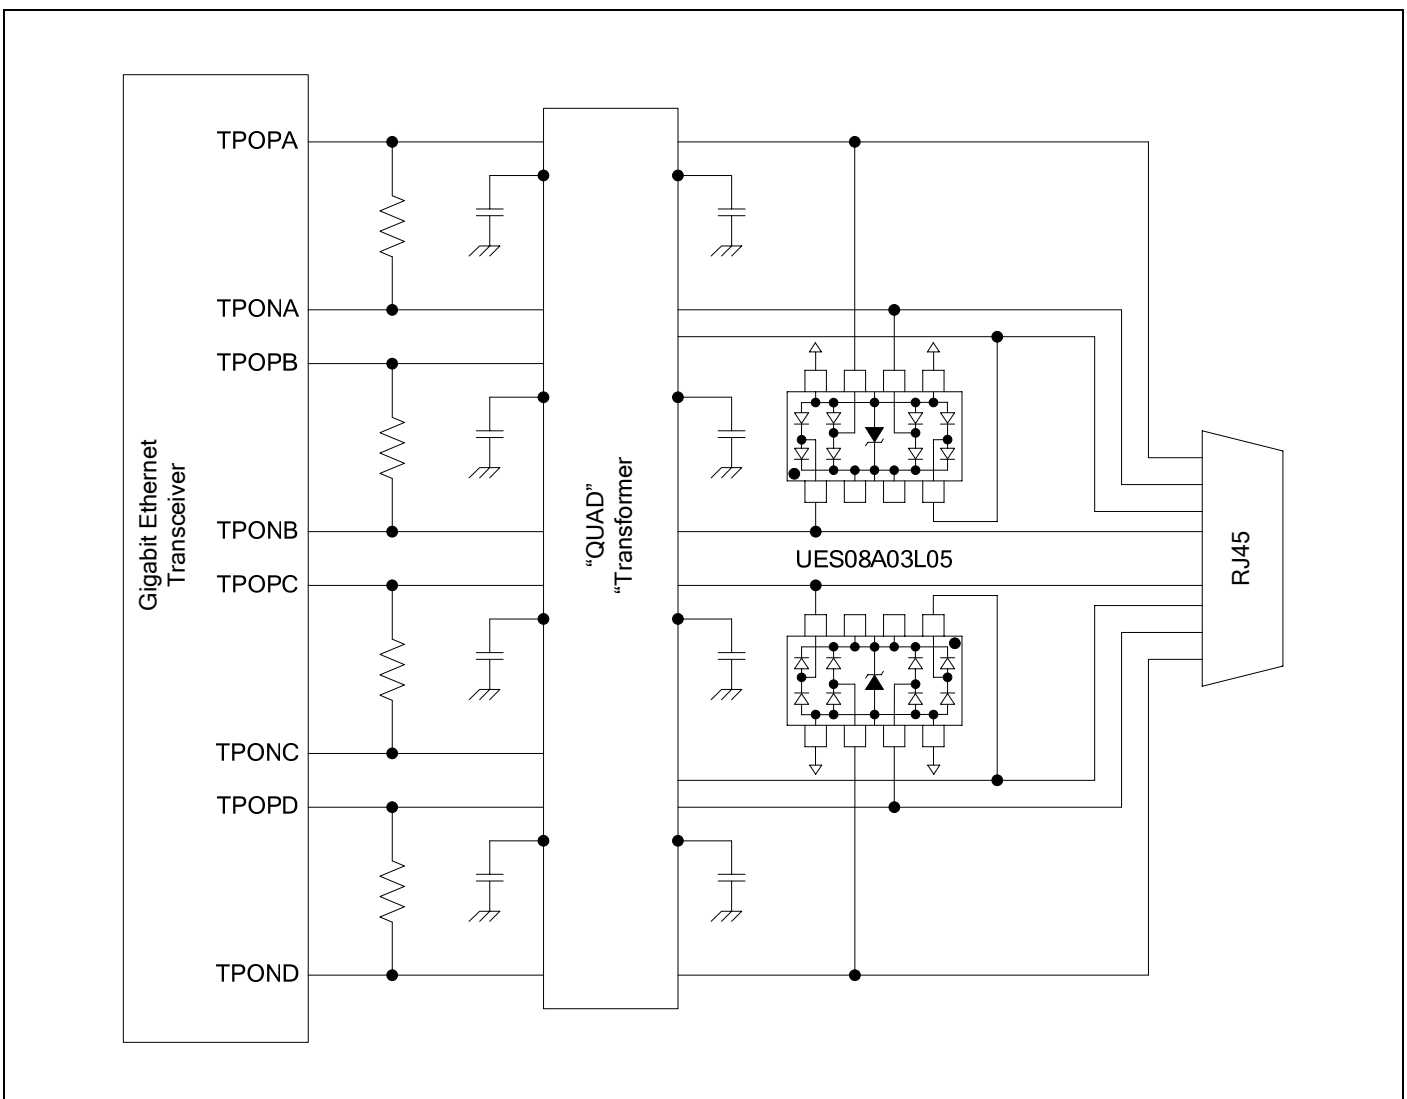 TPOPA
TPONA
TPOPB
TPONB
TPOPC
TPONC
TPOPD
TPOND
Gigabit Ethernet
Transceiver
“QUAD”
“Transformer
UES08A03L05
RJ45